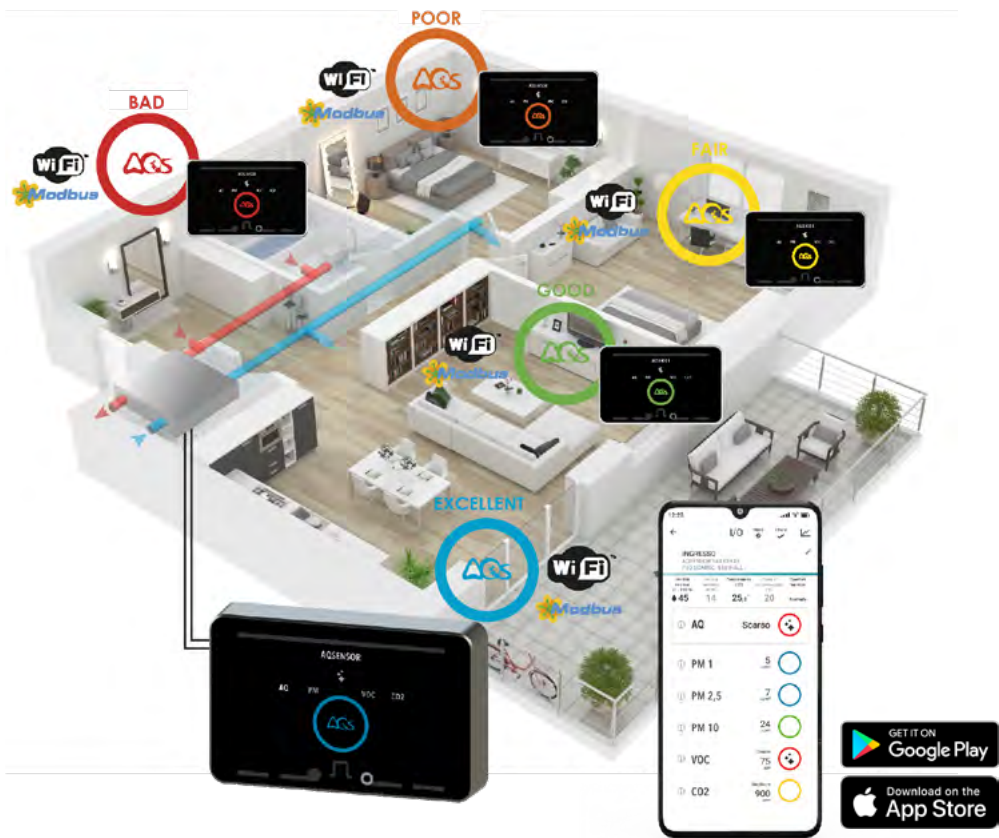 POOR
AQs
WiFi
Modbus
BAD
AQs
WiFi
Modbus
FAIR
AQs
WiFi
Modbus
GOOD
AQs
WiFi
Modbus
EXCELLENT
AQs
WiFi
Modbus
AQSENSOR
AQ PM VOC CO2
AQs
I/O
INGRESSO
45 14 25 20
AQ Scarso
PM 1 5
PM 2,5 7
PM 10 24
VOC 75
CO2 900
GET IT ON
Google Play
Download on the
App Store